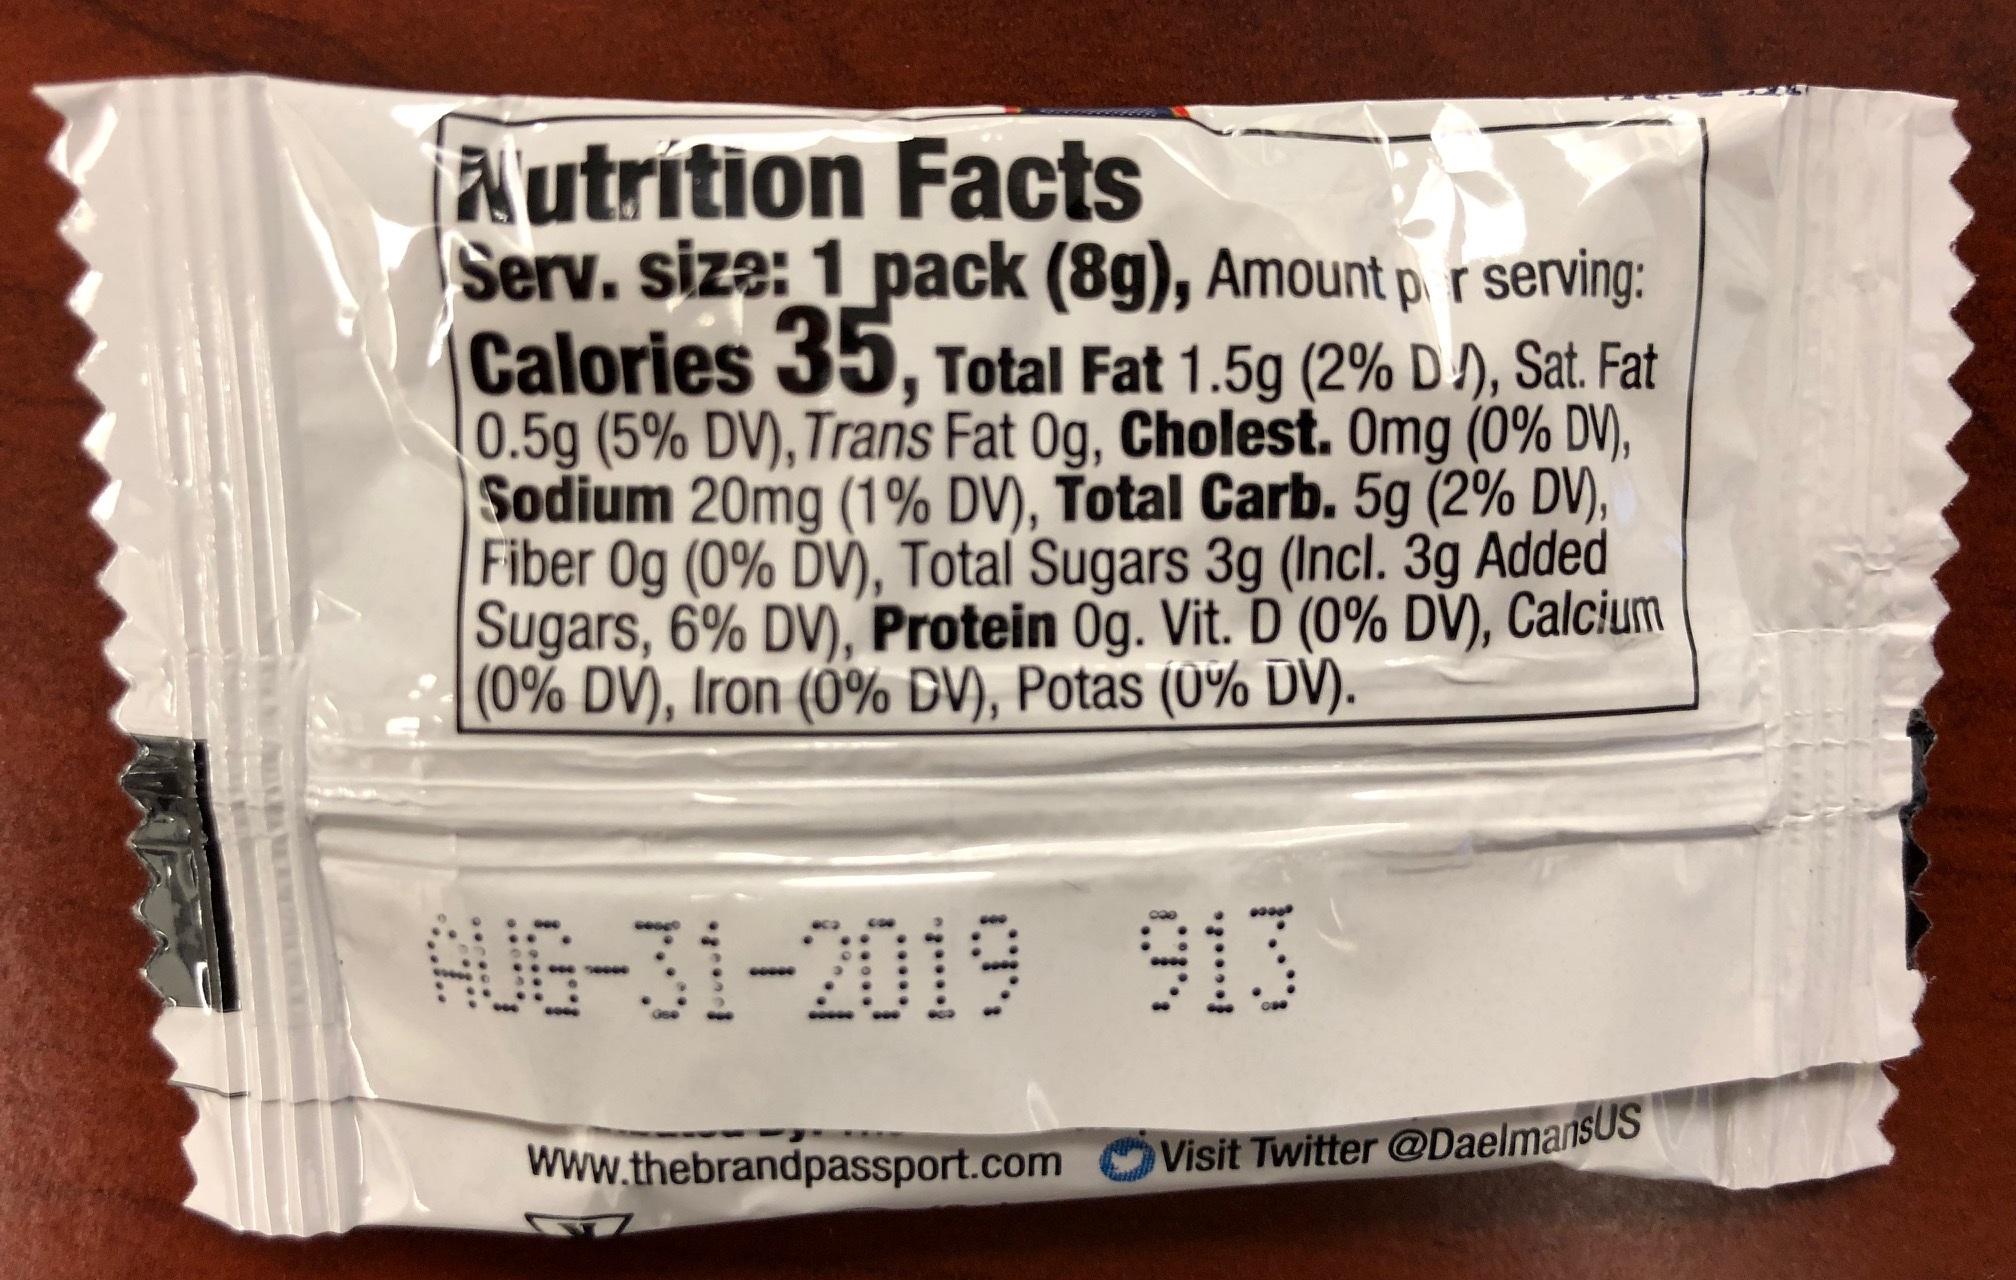 Nutrition Facts
Serv. size: 1 pack (8g), Amount per serving:
Calories 35, Total Fat 1.5g (2% DV), Sat. Fat
0.5g (5% DV), Trans Fat 0g, Cholest. 0mg (0% DV),
Sodium 20mg (1% DV), Total Carb. 5g (2% DV),
Fiber 0g (0% DV), Total Sugars 3g (Incl. 3g Added
Sugars, 6% DV), Protein 0g. Vit. D (0% DV), Calcium
(0% DV), Iron (0% DV), Potas (0% DV).
AUG-31-2019 913
www.thebrandpassport.com Visit Twitter @DaelmansUS